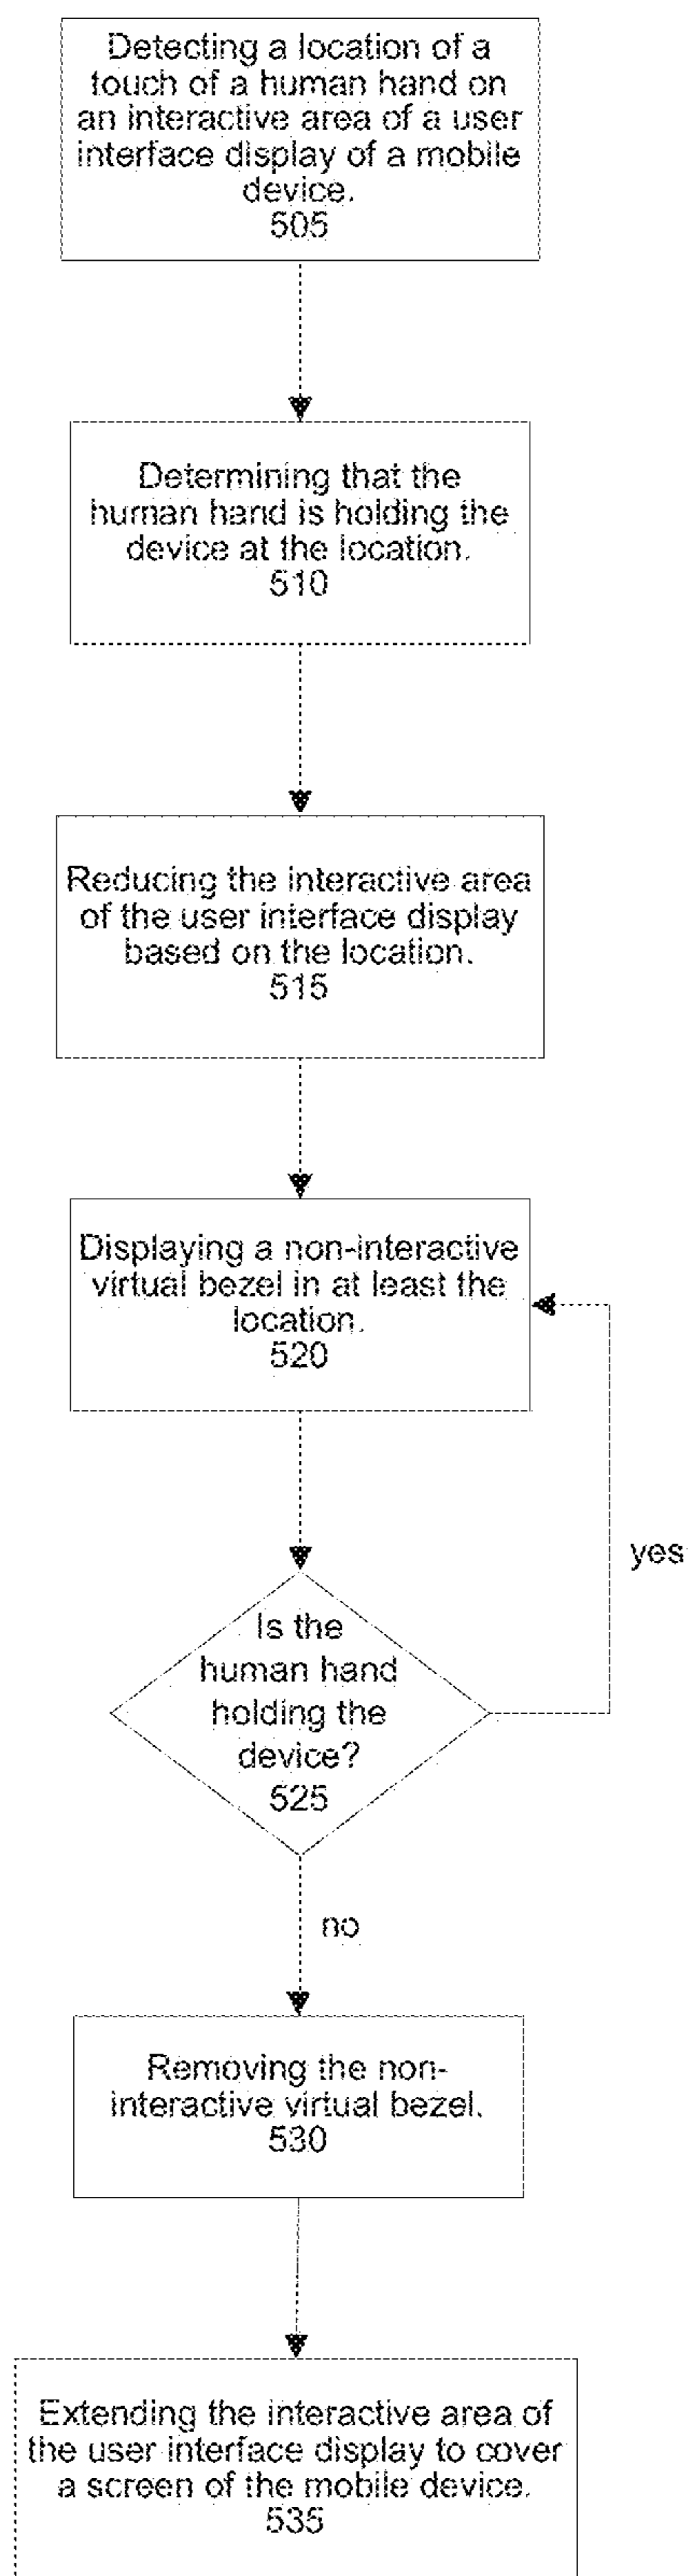 Detecting a location of a
touch of a human hand on
an interactive area of a user
interface display of a mobile
device.
505
Determining that the
human hand is holding the
device at the location.
510
Reducing the interactive area
of the user interface display
based on the location.
515
Displaying a non-interactive
virtual bezel in at least the
location.
520
yes
Is the
human hand
holding the
device?
525
no
Removing the non-
interactive virtual bezel.
530
Extending the interactive area of
the user interface display to cover
a screen of the mobile device.
535